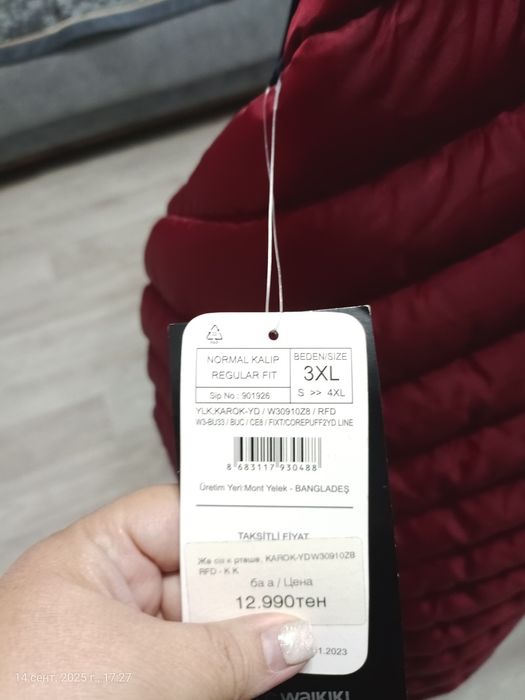 NORMAL KALIP
REGULAR FIT
BEDEN/SIZE
3XL
S >> 4XL
Sip No : 901926
YLK,KAROK-YD / W30910Z8 / RFD
W3-BU33 / BUC / CE8 / FIXT/COREPUFF2YD LINE
8 683117 930488
Üretim Yeri:Mont Yelek - BANGLADEŞ
TAKSİTLİ FİYAT
KAROK-YDW30910Z8
RFD - K K
ба а / Цена
12.990тен
01.2023
WAIKIKI
14 сент. 2025 г., 17:27